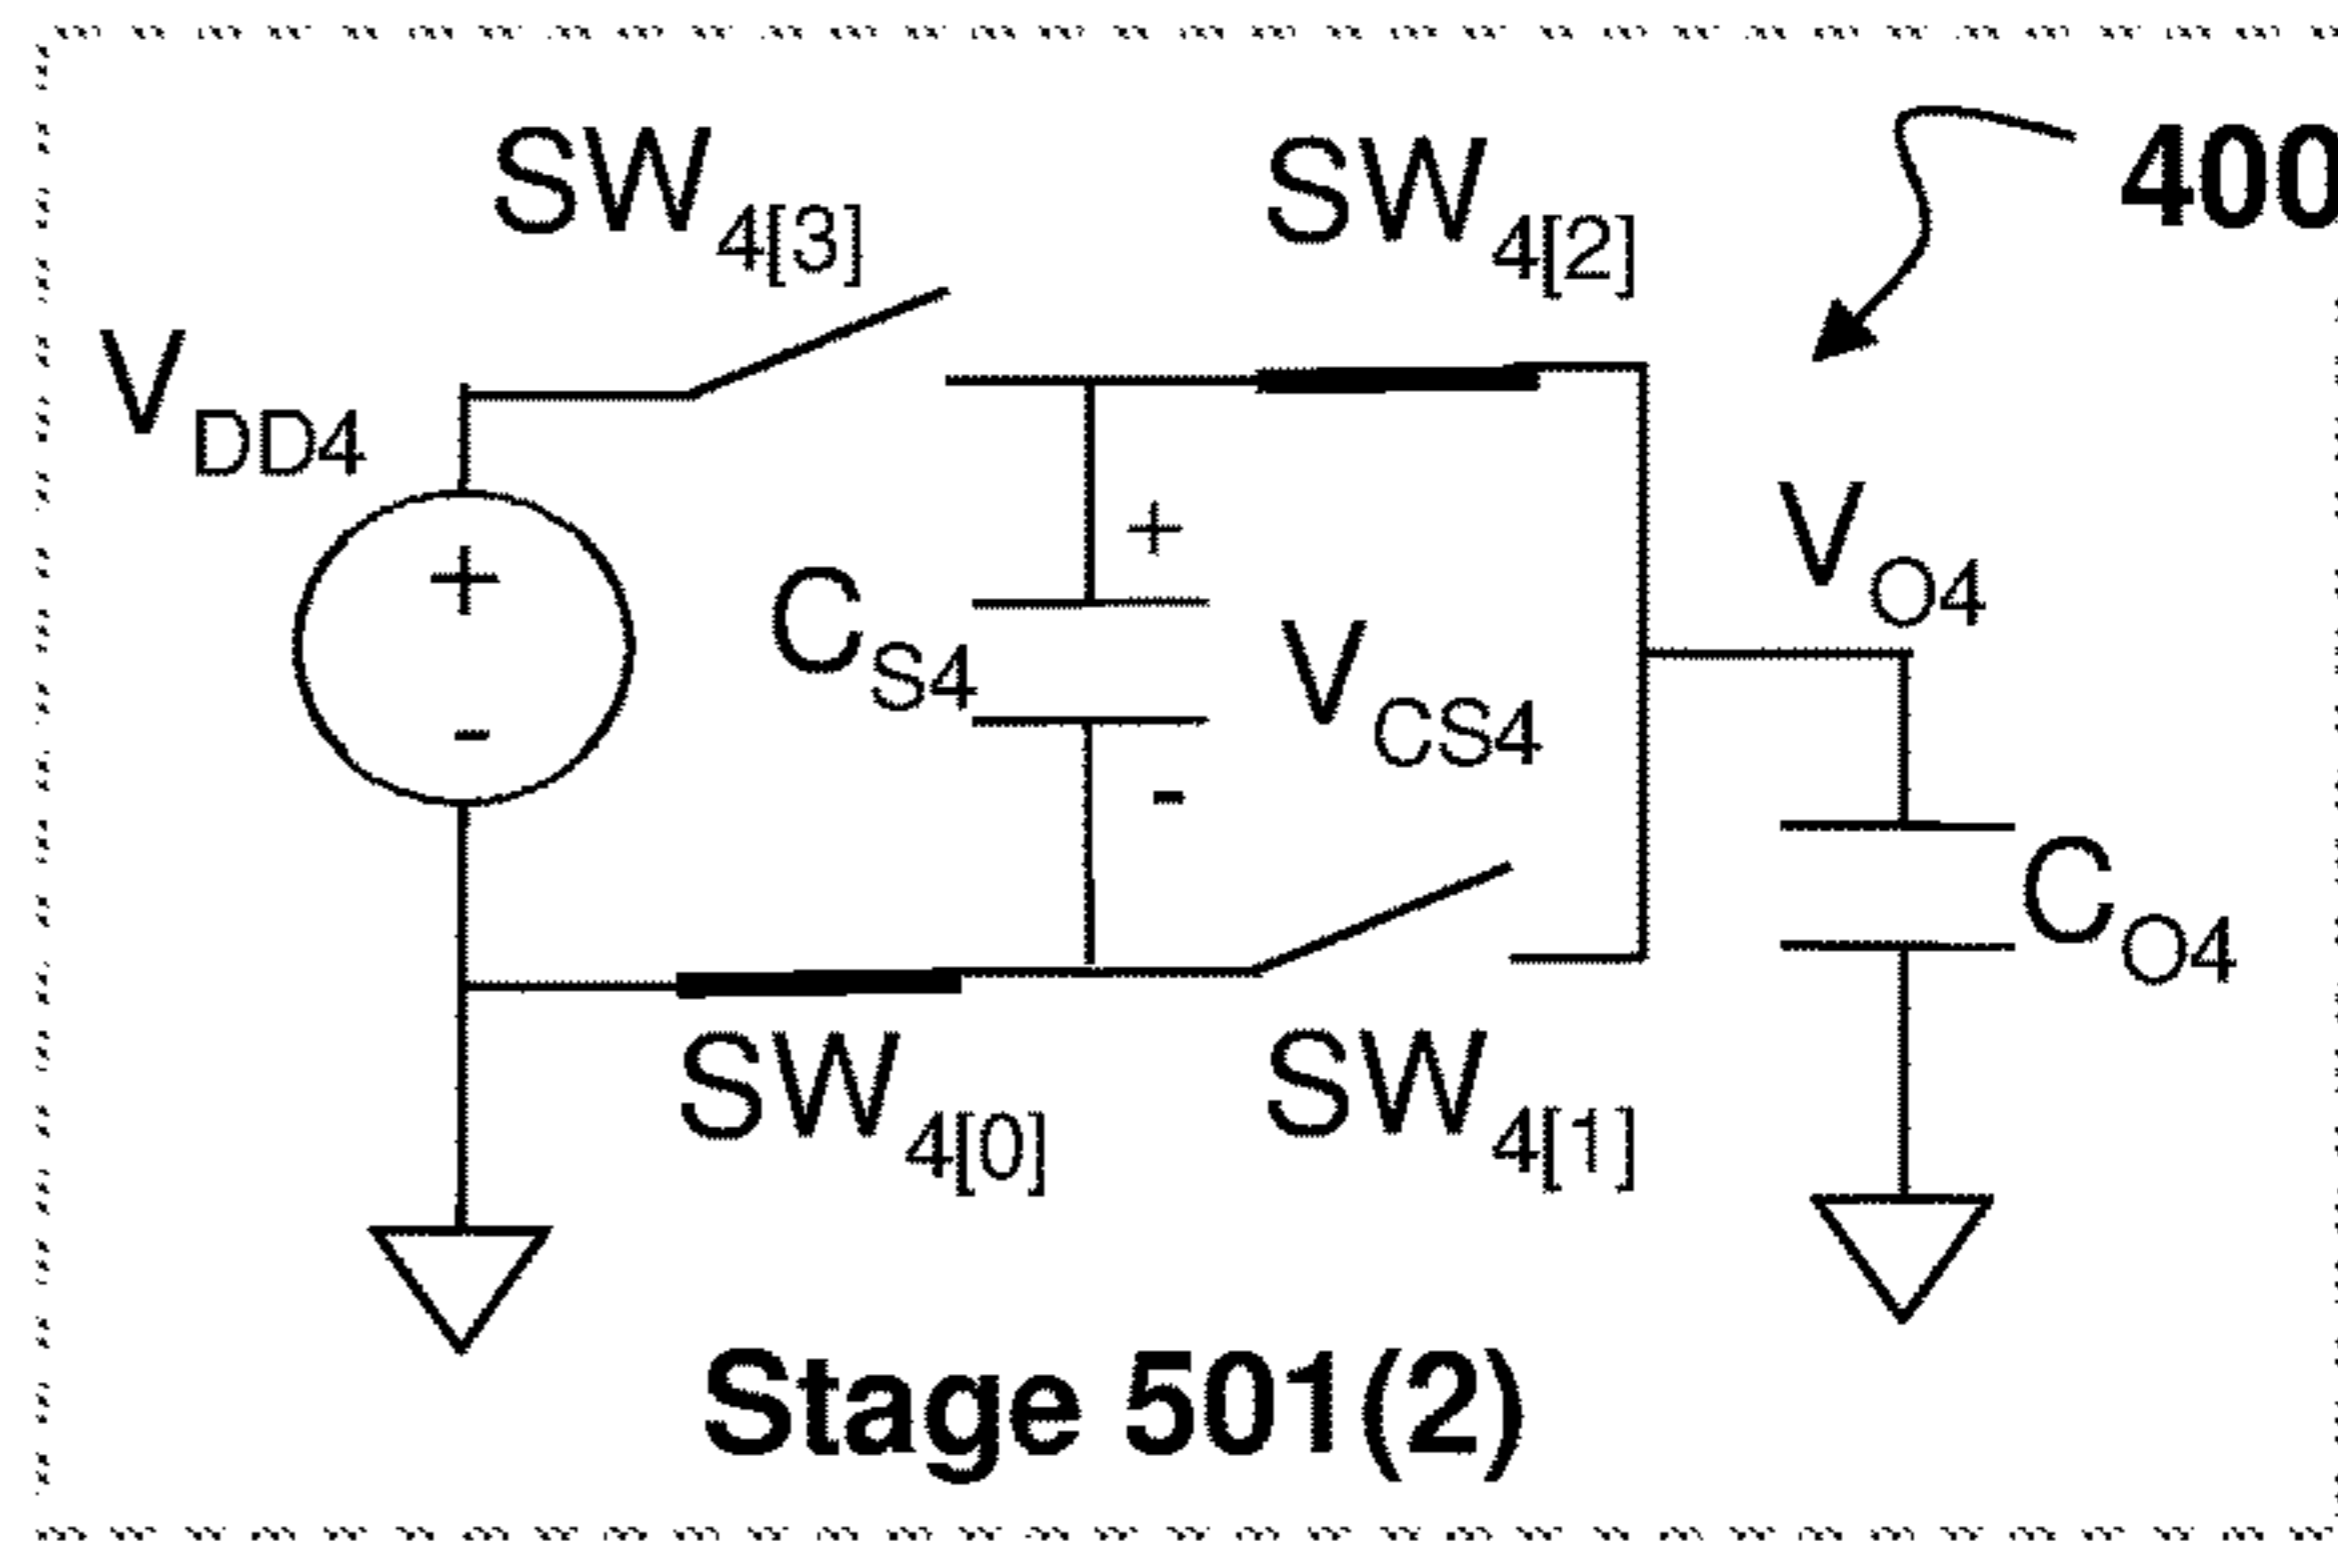 SW4[3]
SW4[2]
400
VDD4
+
-
CS4
+
VCS4
-
VO4
CO4
SW4[0]
SW4[1]
Stage 501(2)